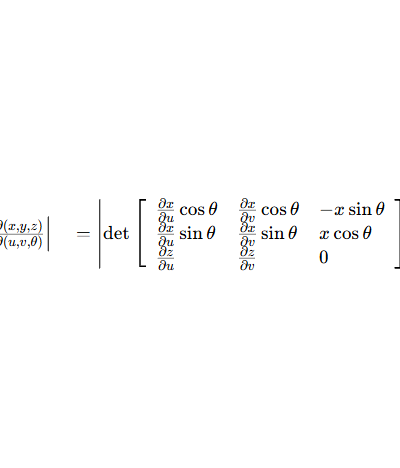 ∂(x,y,z)/∂(u,v,θ)| = |det [ ∂x/∂u cos θ  ∂x/∂v cos θ  −x sin θ
∂x/∂u sin θ  ∂x/∂v sin θ  x cos θ
∂z/∂u  ∂z/∂v  0 ]